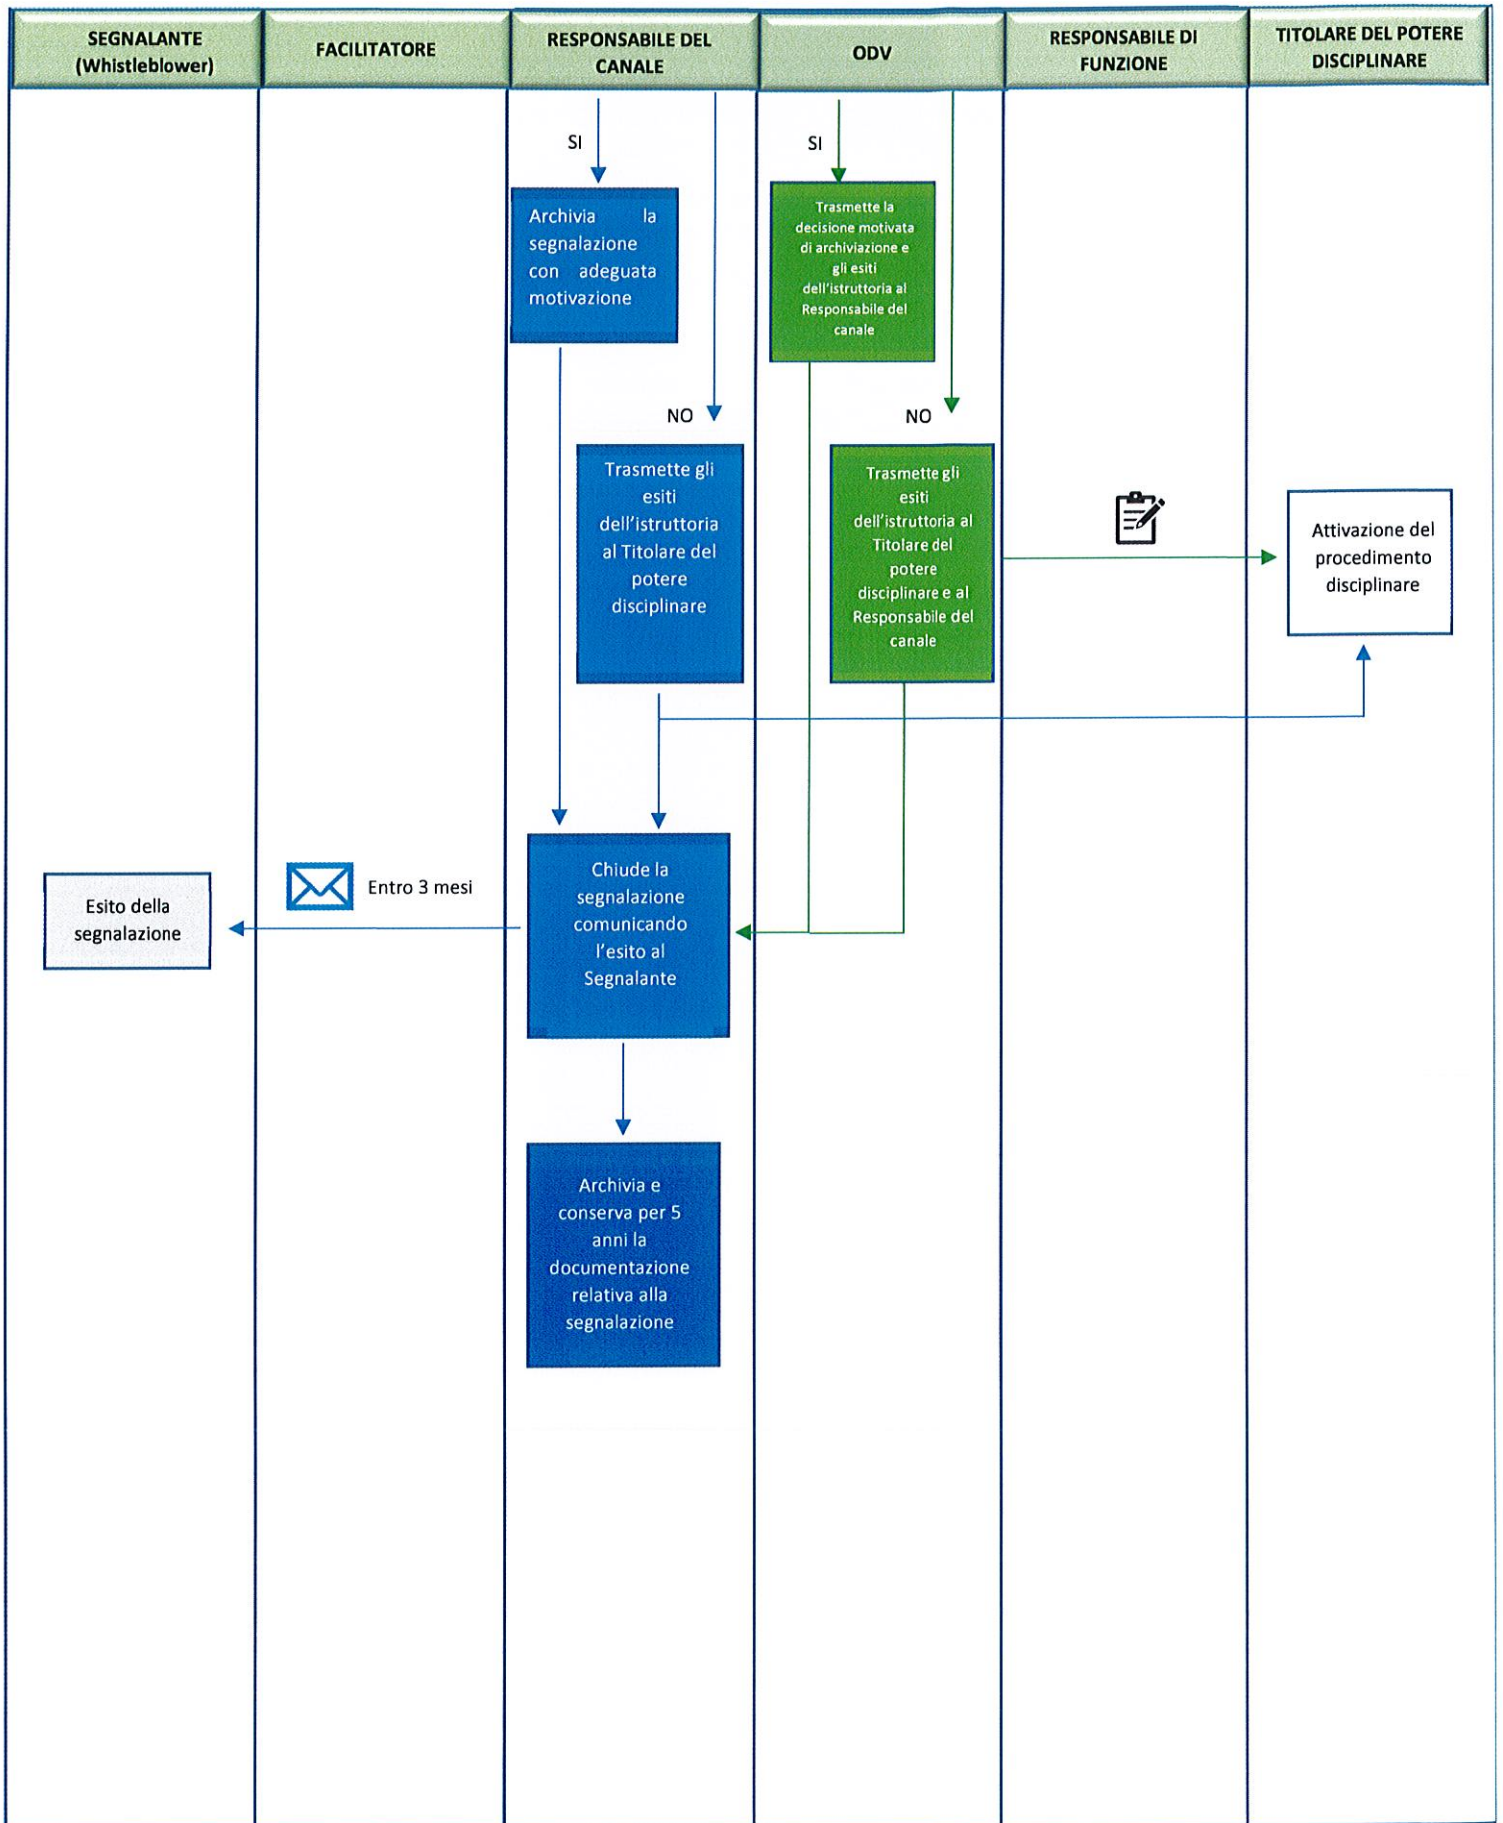 SEGNALANTE
(Whistleblower)
FACILITATORE
RESPONSABILE DEL
CANALE
ODV
RESPONSABILE DI
FUNZIONE
TITOLARE DEL POTERE
DISCIPLINARE
SI
SI
Archivia la
segnalazione
con adeguata
motivazione
Trasmette la
decisione motivata
di archiviazione e
gli esiti
dell'istruttoria al
Responsabile del
canale
NO
NO
Trasmette gli
esiti
dell'istruttoria
al Titolare del
potere
disciplinare
Trasmette gli
esiti
dell'istruttoria al
Titolare del
potere
disciplinare e al
Responsabile del
canale
Attivazione del
procedimento
disciplinare
Esito della
segnalazione
Entro 3 mesi
Chiude la
segnalazione
comunicando
l'esito al
Segnalante
Archivia e
conserva per 5
anni la
documentazione
relativa alla
segnalazione